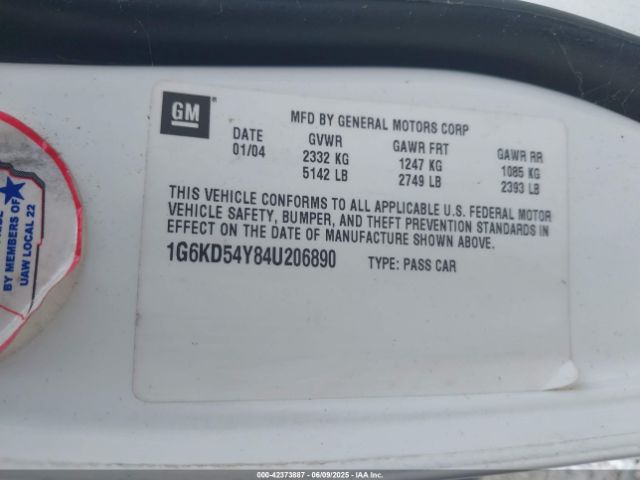 GM®
MFD BY GENERAL MOTORS CORP
DATE GVWR GAWR FRT GAWR RR
01/04 2332 KG 1247 KG 1085 KG
5142 LB 2749 LB 2393 LB
THIS VEHICLE CONFORMS TO ALL APPLICABLE U.S. FEDERAL MOTOR
VEHICLE SAFETY, BUMPER, AND THEFT PREVENTION STANDARDS IN
EFFECT ON THE DATE OF MANUFACTURE SHOWN ABOVE.
1G6KD54Y84U206890 TYPE: PASS CAR
BY MEMBERS OF
UAW LOCAL 22
000-42373887 - 06/09/2025 - IAAI.COM